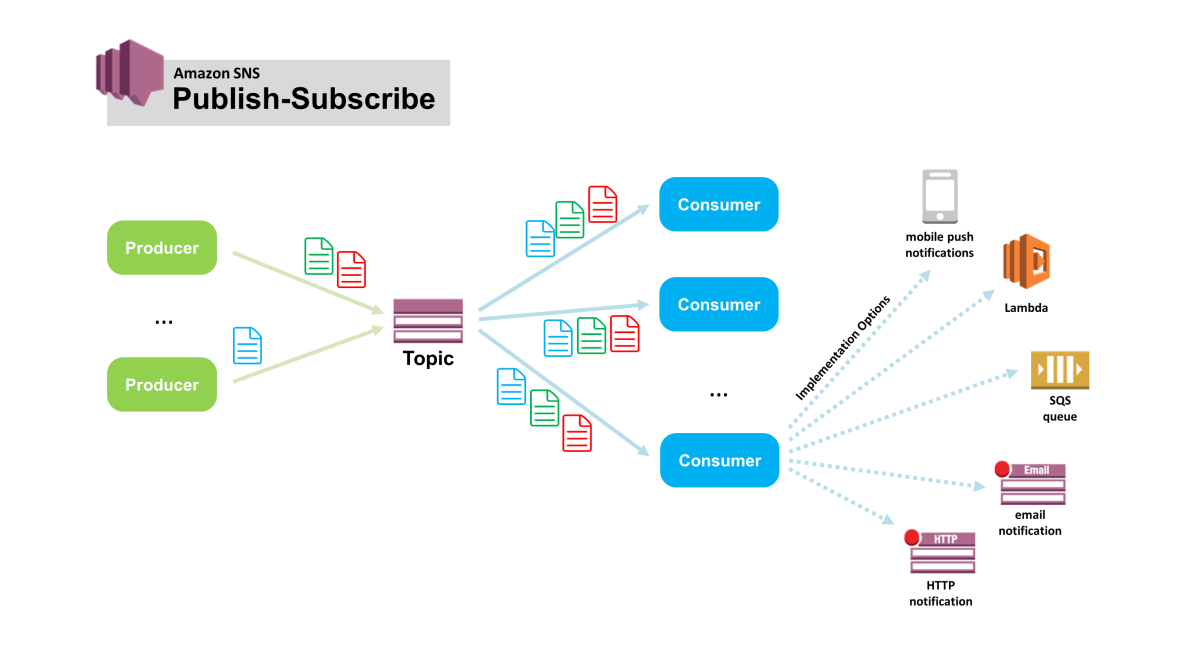 Amazon SNS
Publish-Subscribe
Producer
...
Producer
Topic
Consumer
Consumer
...
Consumer
Implementation Options
mobile push
notifications
Lambda
SQS
queue
Email
email
notification
HTTP
HTTP
notification